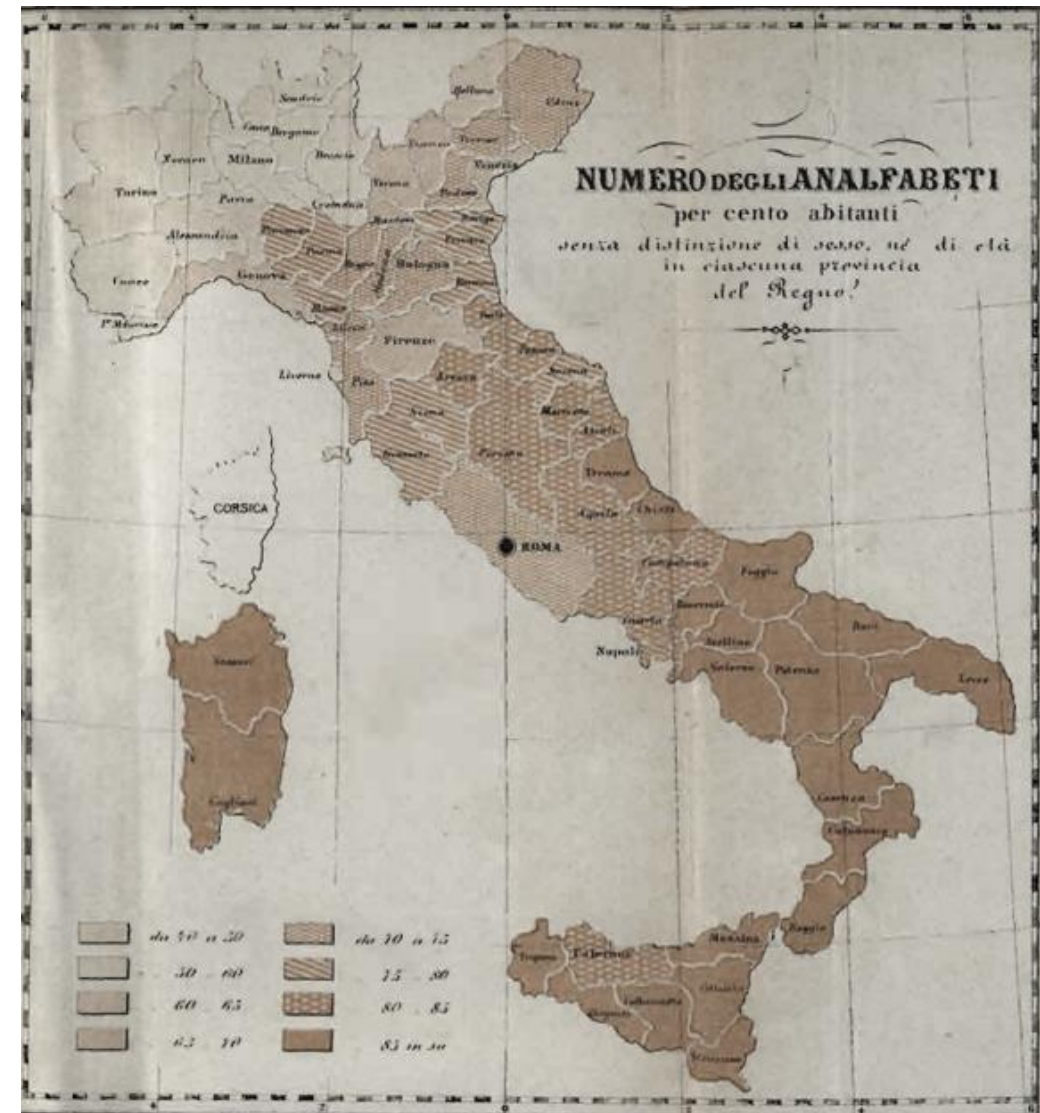 NUMERO DEGLI ANALFABETI
per cento abitanti
senza distinzione di sesso, nè di età
in ciascuna provincia
del Regno.
Sondrio
Belluno
Udine
Como
Bergamo
Novara
Milano
Brescia
Treviso
Venezia
Verona
Padova
Torino
Pavia
Cremona
Mantova
Rovigo
Alessandria
Piacenza
Parma
Ferrara
Cuneo
Genova
Reggio
Modena
Bologna
Ravenna
Pto. Maurizio
Massa
Lucca
Forlì
Firenze
Pesaro
Livorno
Pisa
Arezzo
Ancona
Siena
Macerata
Ascoli
Grosseto
Perugia
Teramo
CORSICA
Aquila
Chieti
ROMA
Campobasso
Foggia
Caserta
Benevento
Bari
Napoli
Avellino
Sassari
Salerno
Potenza
Lecce
Cagliari
Cosenza
Catanzaro
Reggio
Messina
Trapani
Palermo
Catania
Caltanissetta
Girgenti
Siracusa
da 40 a 50
50 - 60
60 - 65
65 - 70
da 70 a 75
75 - 80
80 - 85
85 in su